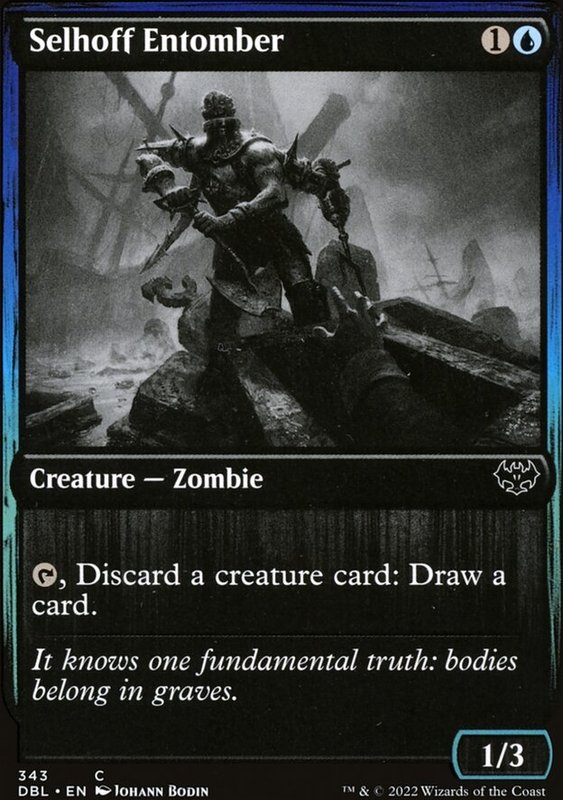 Selhoff Entomber 1
Creature — Zombie
, Discard a creature card: Draw a
card.
It knows one fundamental truth: bodies
belong in graves.
1/3
343 C
DBL • EN Johann Bodin
™ & © 2022 Wizards of the Coast